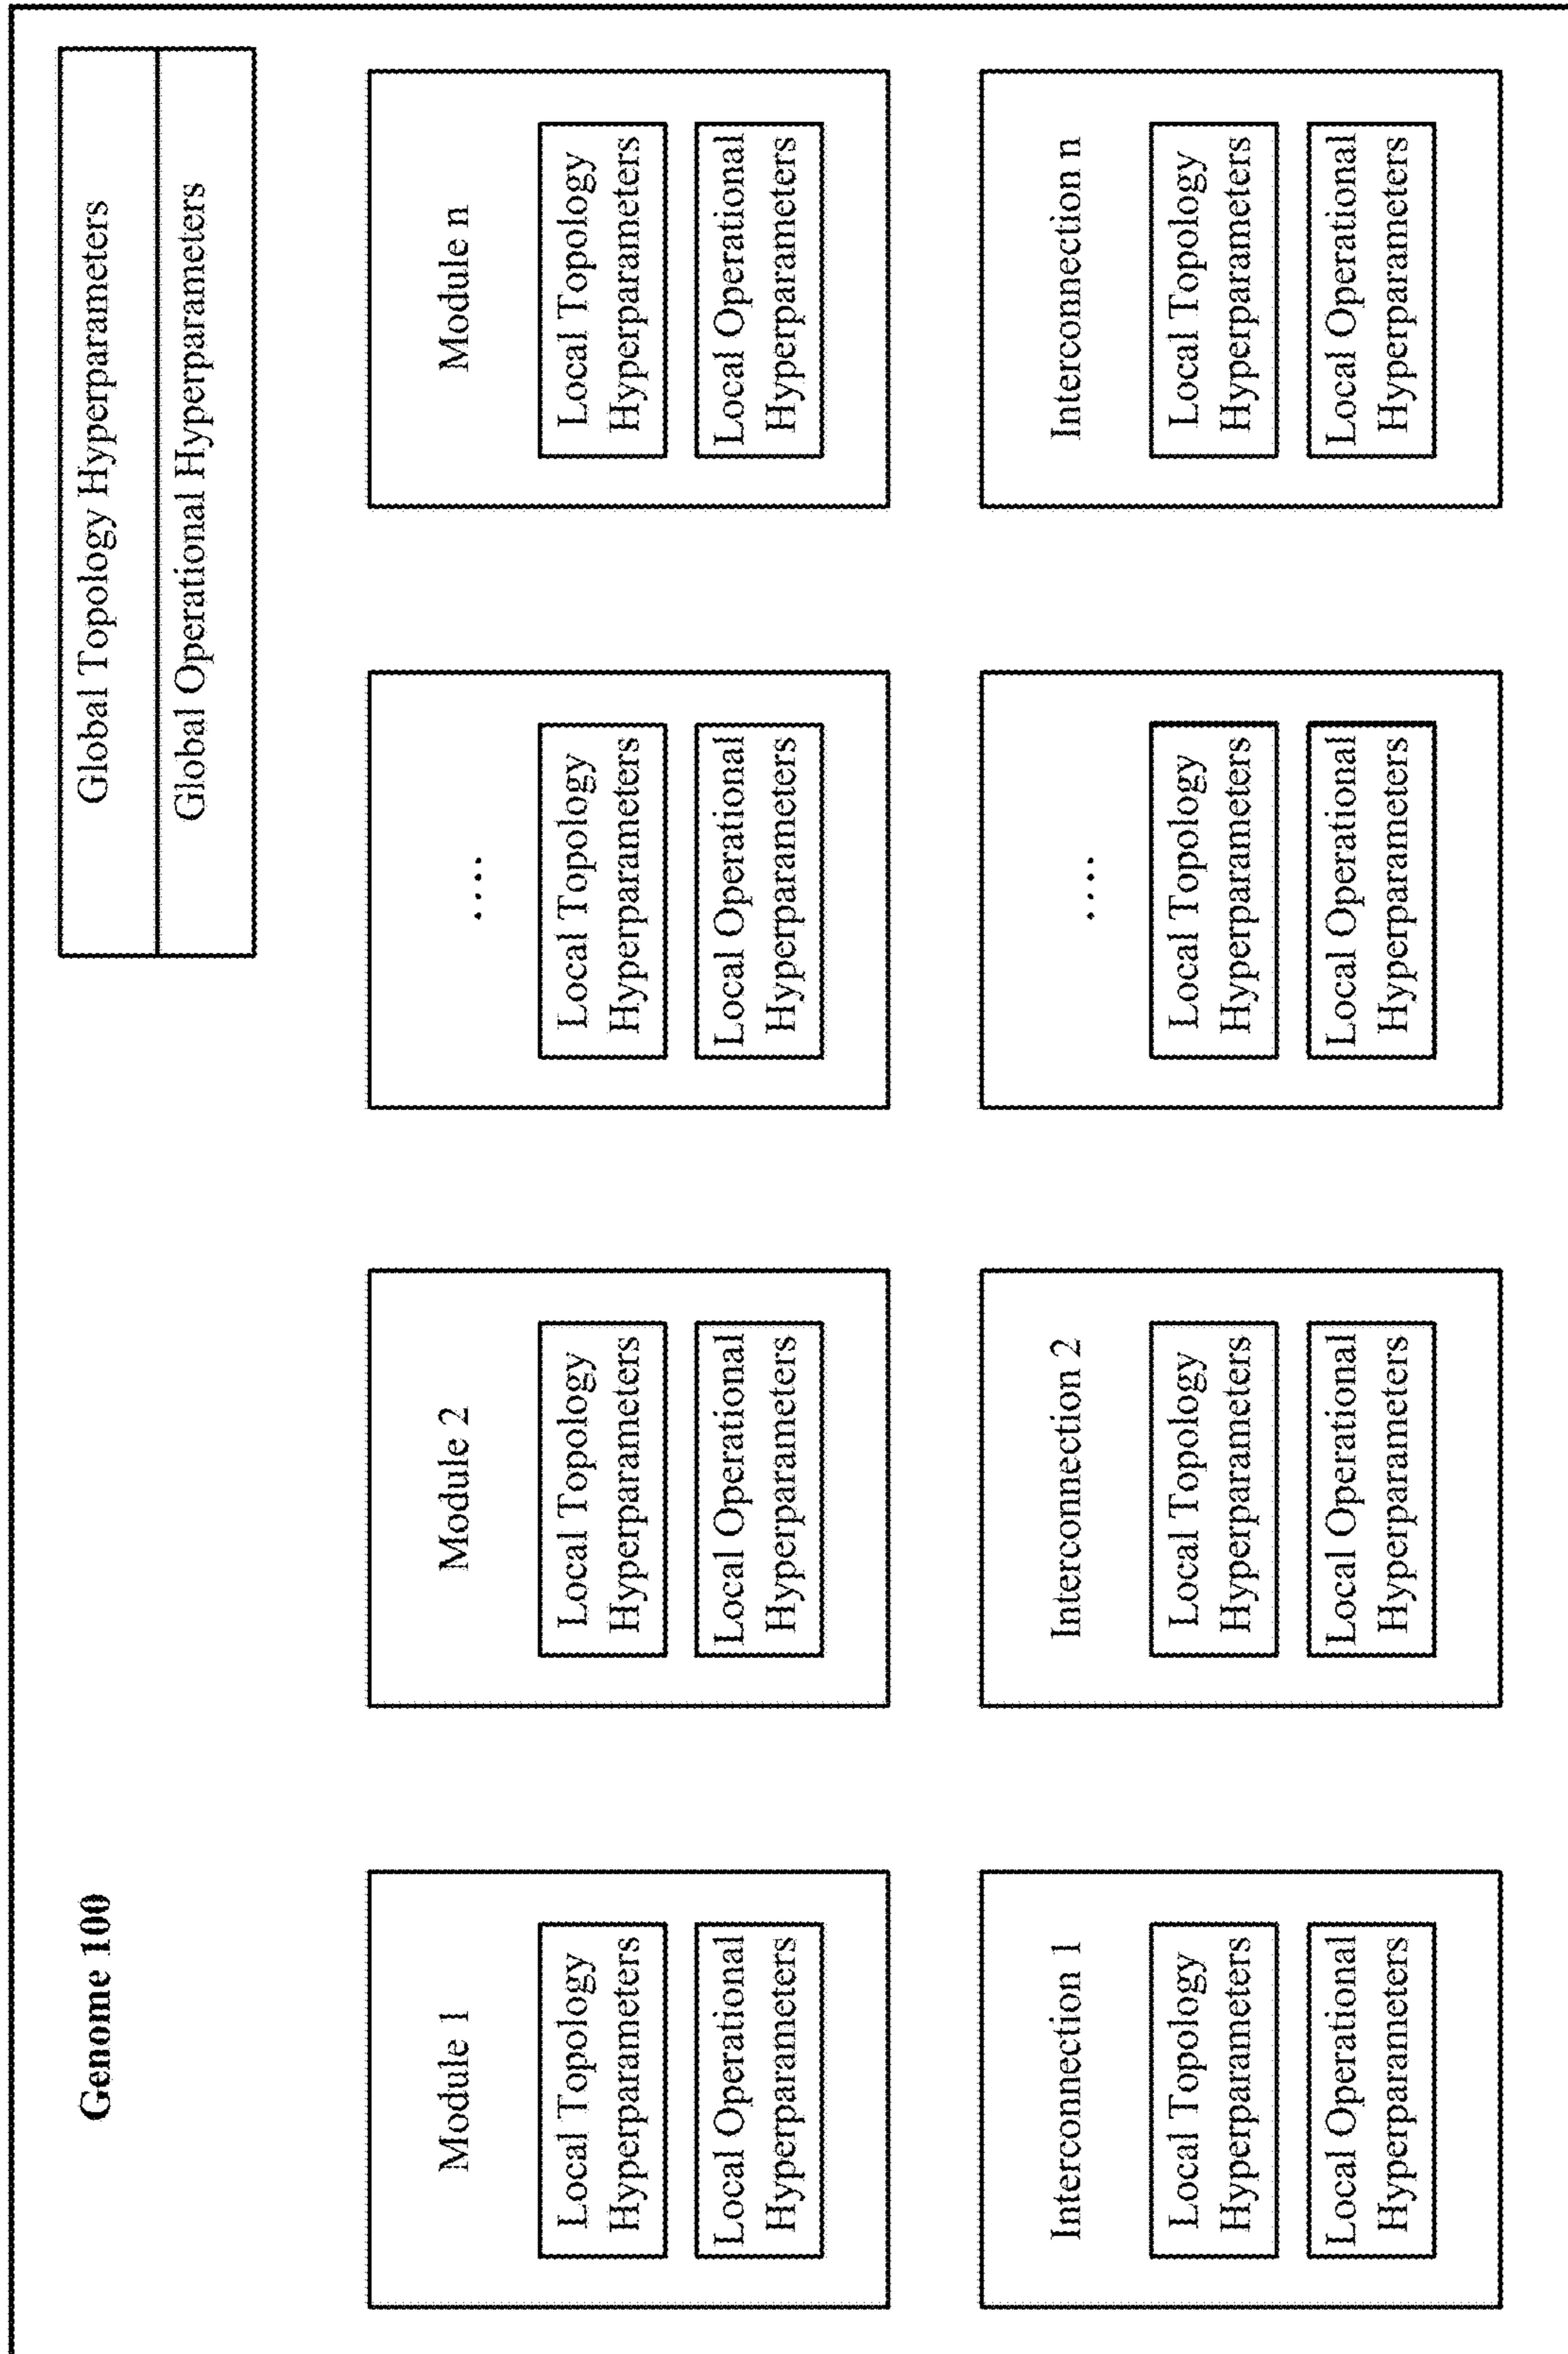 Genome 100
Global Topology Hyperparameters
Global Operational Hyperparameters
Module 1
Local Topology
Hyperparameters
Local Operational
Hyperparameters
Module 2
Local Topology
Hyperparameters
Local Operational
Hyperparameters
....
Local Topology
Hyperparameters
Local Operational
Hyperparameters
Module n
Local Topology
Hyperparameters
Local Operational
Hyperparameters
Interconnection 1
Local Topology
Hyperparameters
Local Operational
Hyperparameters
Interconnection 2
Local Topology
Hyperparameters
Local Operational
Hyperparameters
....
Local Topology
Hyperparameters
Local Operational
Hyperparameters
Interconnection n
Local Topology
Hyperparameters
Local Operational
Hyperparameters